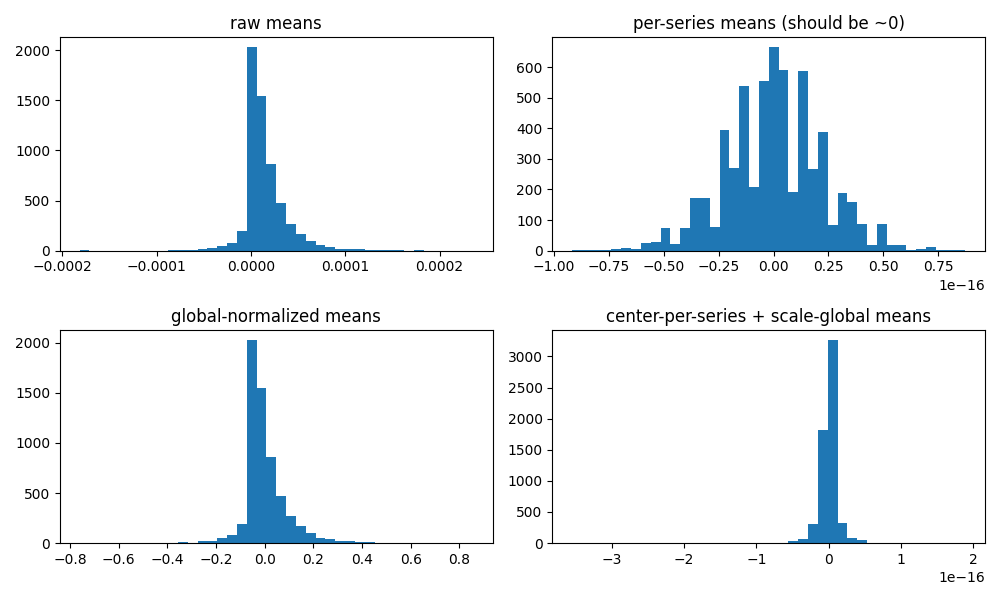 raw means
2000
1500
1000
500
0
−0.0002 −0.0001 0.0000 0.0001 0.0002
per-series means (should be ~0)
600
500
400
300
200
100
0
−1.00 −0.75 −0.50 −0.25 0.00 0.25 0.50 0.75
1e−16
global-normalized means
2000
1500
1000
500
0
−0.8 −0.6 −0.4 −0.2 0.0 0.2 0.4 0.6 0.8
center-per-series + scale-global means
3000
2500
2000
1500
1000
500
0
−3 −2 −1 0 1 2
1e−16